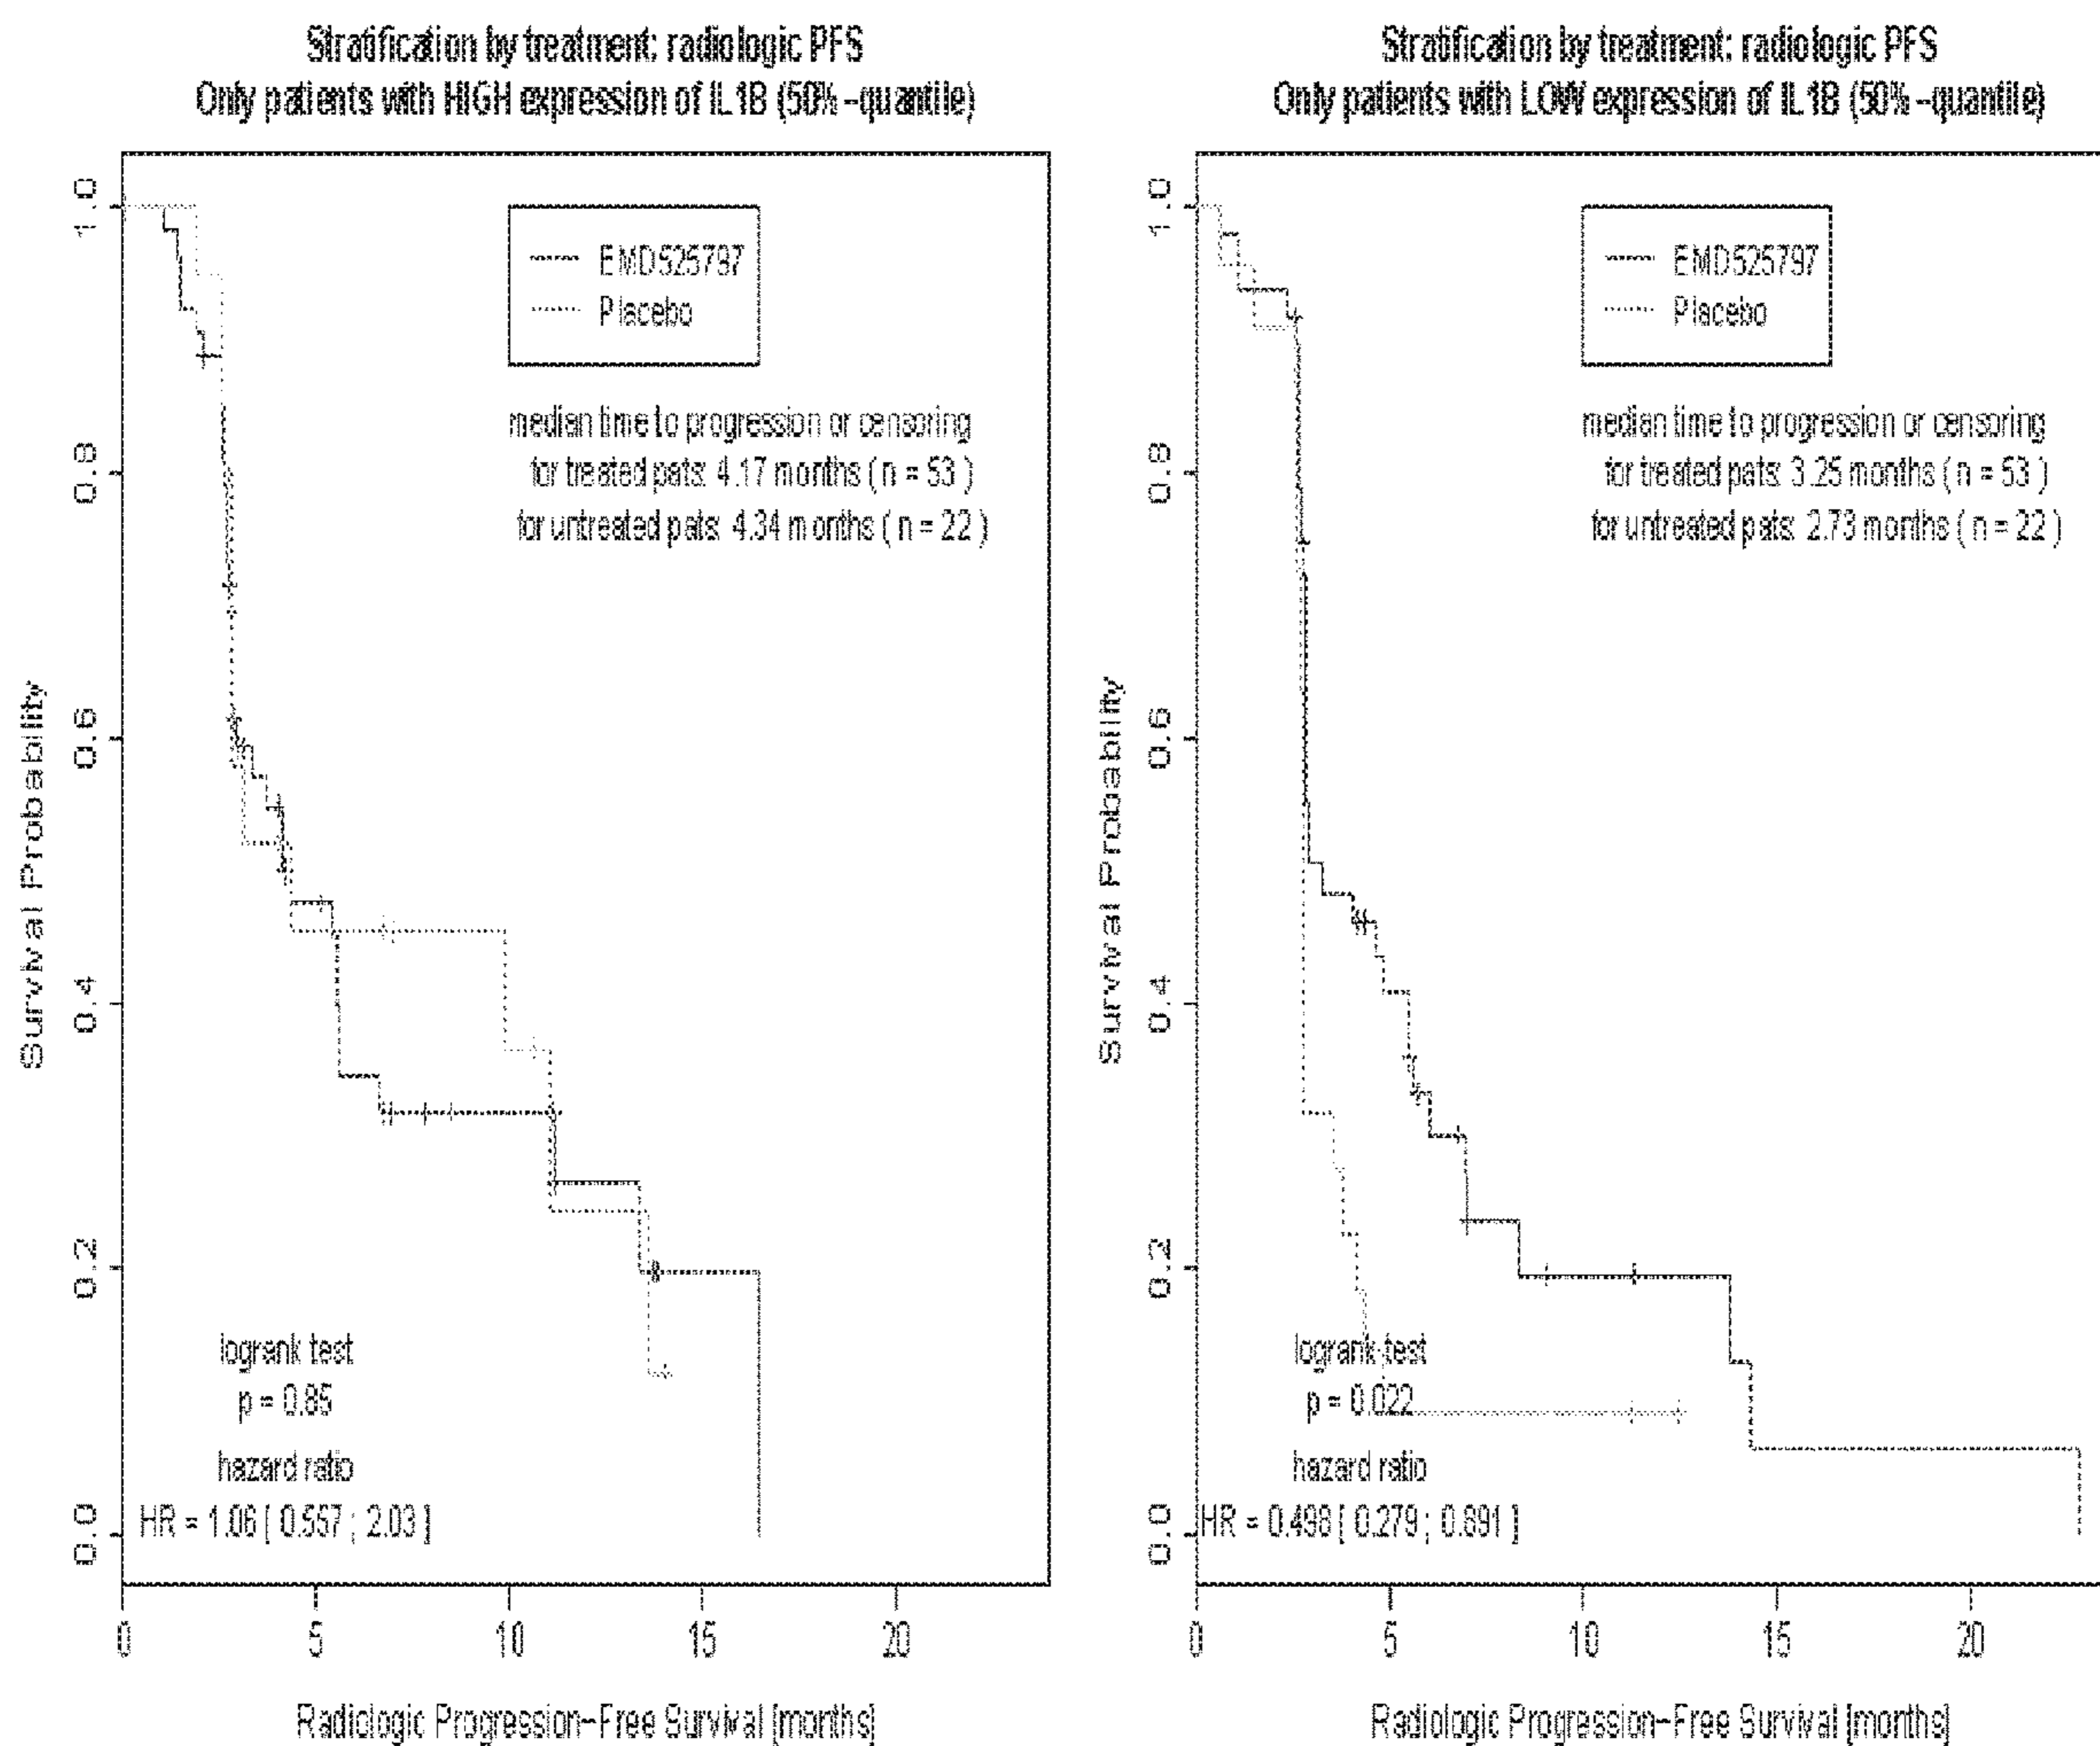 Stratification by treatment: radiologic PFS
Only patients with HIGH expression of IL1B (50%-quantile)
EMD525797
Placebo
median time to progression or censoring
for treated pats: 4.17 months ( n = 53 )
for untreated pats: 4.34 months ( n = 22 )
Survival Probability
1.0
0.8
0.6
0.4
0.2
0.0
logrank test
p = 0.85
hazard ratio
HR = 1.06 [ 0.557 ; 2.03 ]
0 5 10 15 20
Radiologic Progression-Free Survival [months]
Stratification by treatment: radiologic PFS
Only patients with LOW expression of IL1B (50%-quantile)
EMD525797
Placebo
median time to progression or censoring
for treated pats: 3.25 months ( n = 53 )
for untreated pats: 2.73 months ( n = 22 )
Survival Probability
1.0
0.8
0.6
0.4
0.2
0.0
logrank test
p = 0.022
hazard ratio
HR = 0.498 [ 0.279 ; 0.891 ]
0 5 10 15 20
Radiologic Progression-Free Survival [months]